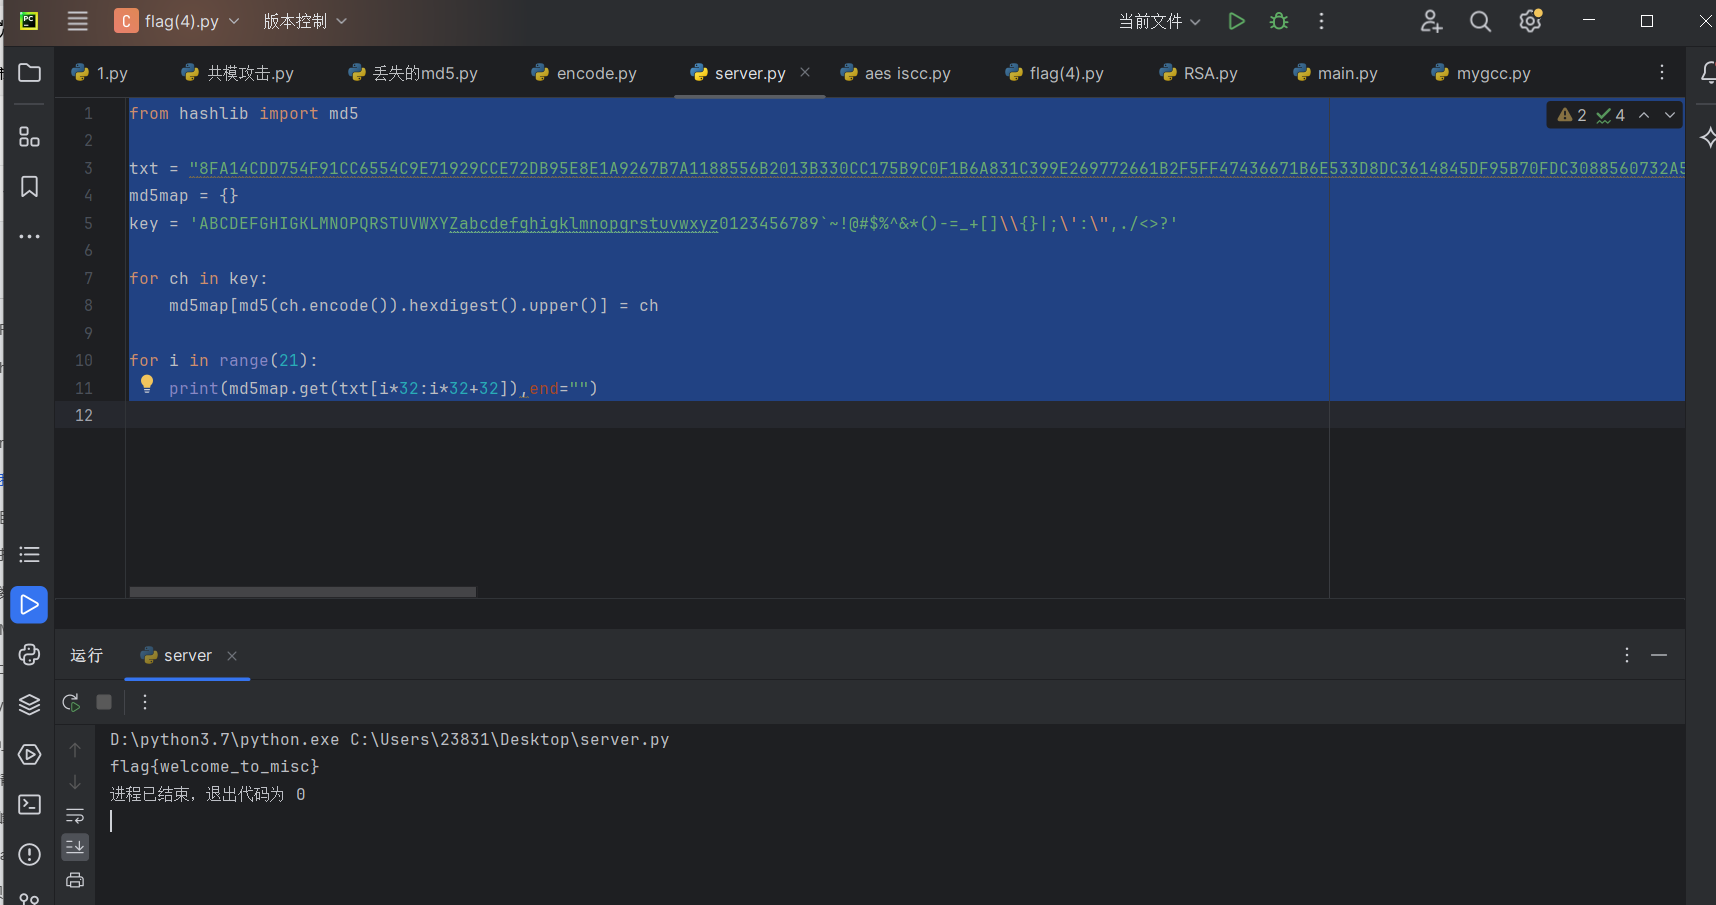 PC
C flag(4).py 版本控制 当前文件
1.py 共模攻击.py 丢失的md5.py encode.py server.py aes iscc.py flag(4).py RSA.py main.py mygcc.py
1 from hashlib import md5 2 4
2
3 txt = "8FA14CDD754F91CC6554C9E71929CCE72DB95E8E1A9267B7A1188556B2013B330CC175B9C0F1B6A831C399E269772661B2F5FF47436671B6E533D8DC3614845DF95B70FDC3088560732A5
4 md5map = {}
5 key = 'ABCDEFGHIGKLMNOPQRSTUVWXYZabcdefghigklmnopqrstuvwxyz0123456789`~!@#$%^&*()-=_+[]\\{}|;\':\",./<>?'
6
7 for ch in key:
8 md5map[md5(ch.encode()).hexdigest().upper()] = ch
9
10 for i in range(21):
11 print(md5map.get(txt[i*32:i*32+32]),end="")
12
运行 server
D:\python3.7\python.exe C:\Users\23831\Desktop\server.py
flag{welcome_to_misc}
进程已结束，退出代码为 0